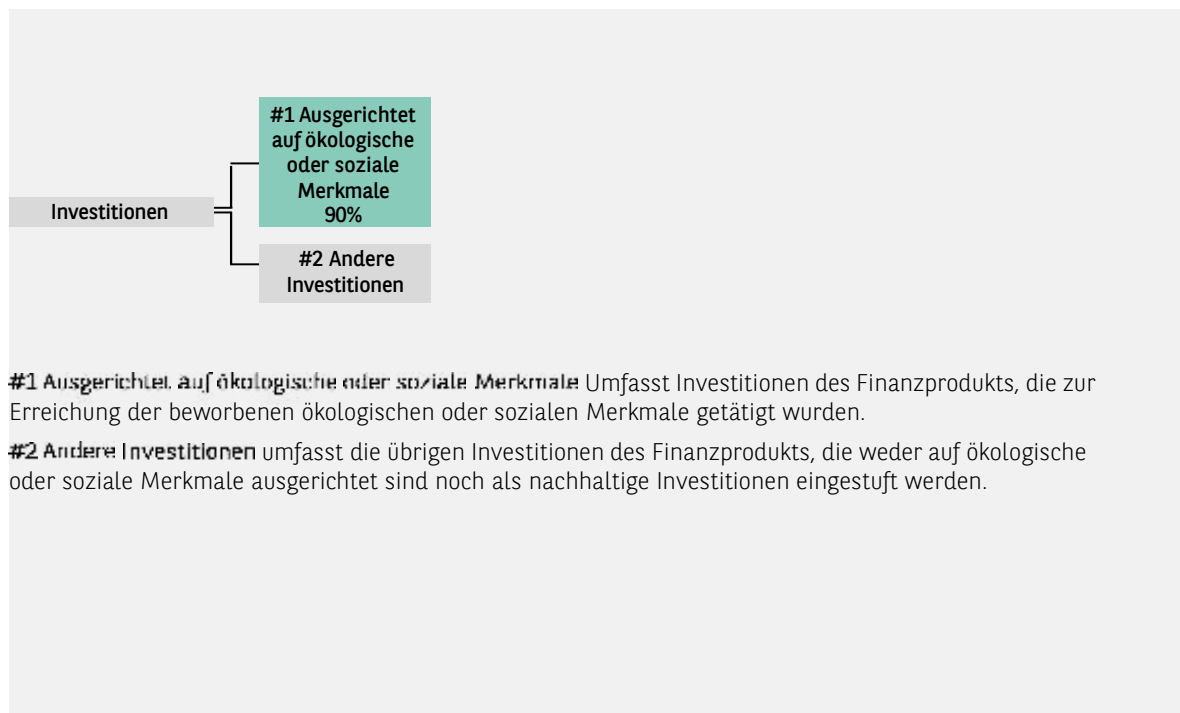 #1 Ausgerichtet
auf ökologische
oder soziale
Merkmale
90%
Investitionen
#2 Andere
Investitionen
#1 Ausgerichtet auf ökologische oder soziale Merkmale Umfasst Investitionen des Finanzprodukts, die zur
Erreichung der beworbenen ökologischen oder sozialen Merkmale getätigt wurden.
#2 Andere Investitionen umfasst die übrigen Investitionen des Finanzprodukts, die weder auf ökologische
oder soziale Merkmale ausgerichtet sind noch als nachhaltige Investitionen eingestuft werden.